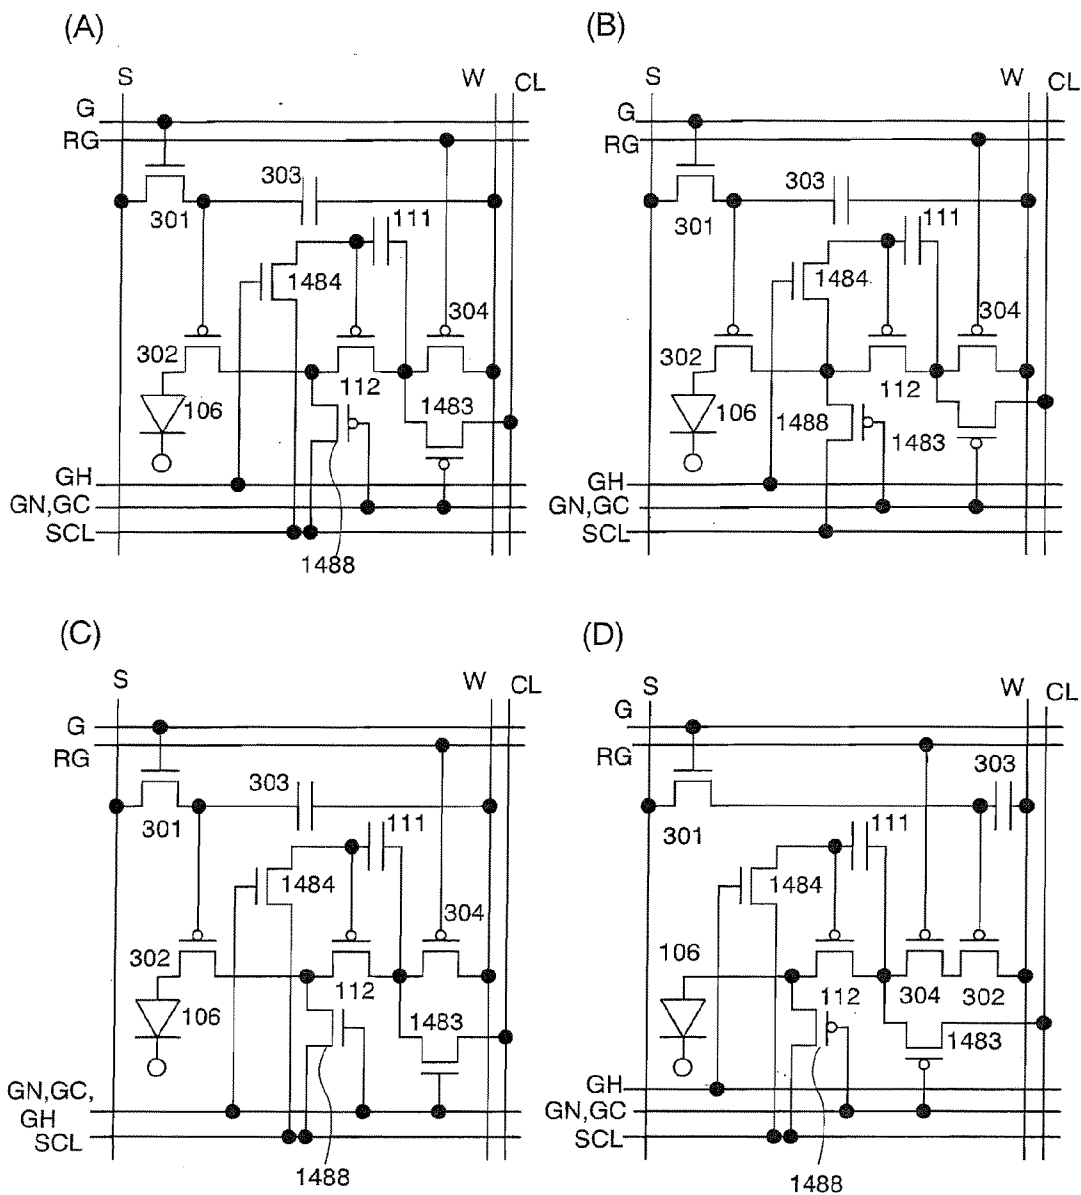 (A)
S
W
CL
G
RG
303
301
111
1484
304
302
112
106
1483
GH
GN,GC
SCL
1488
(B)
S
W
CL
G
RG
303
301
111
1484
304
302
112
106
1488
1483
GH
GN,GC
SCL
(C)
S
W
CL
G
RG
303
301
111
1484
304
302
112
106
1483
GN,GC,
GH
SCL
1488
(D)
S
W
CL
G
RG
303
301
111
1484
106
112
304
302
1483
GH
GN,GC
SCL
1488